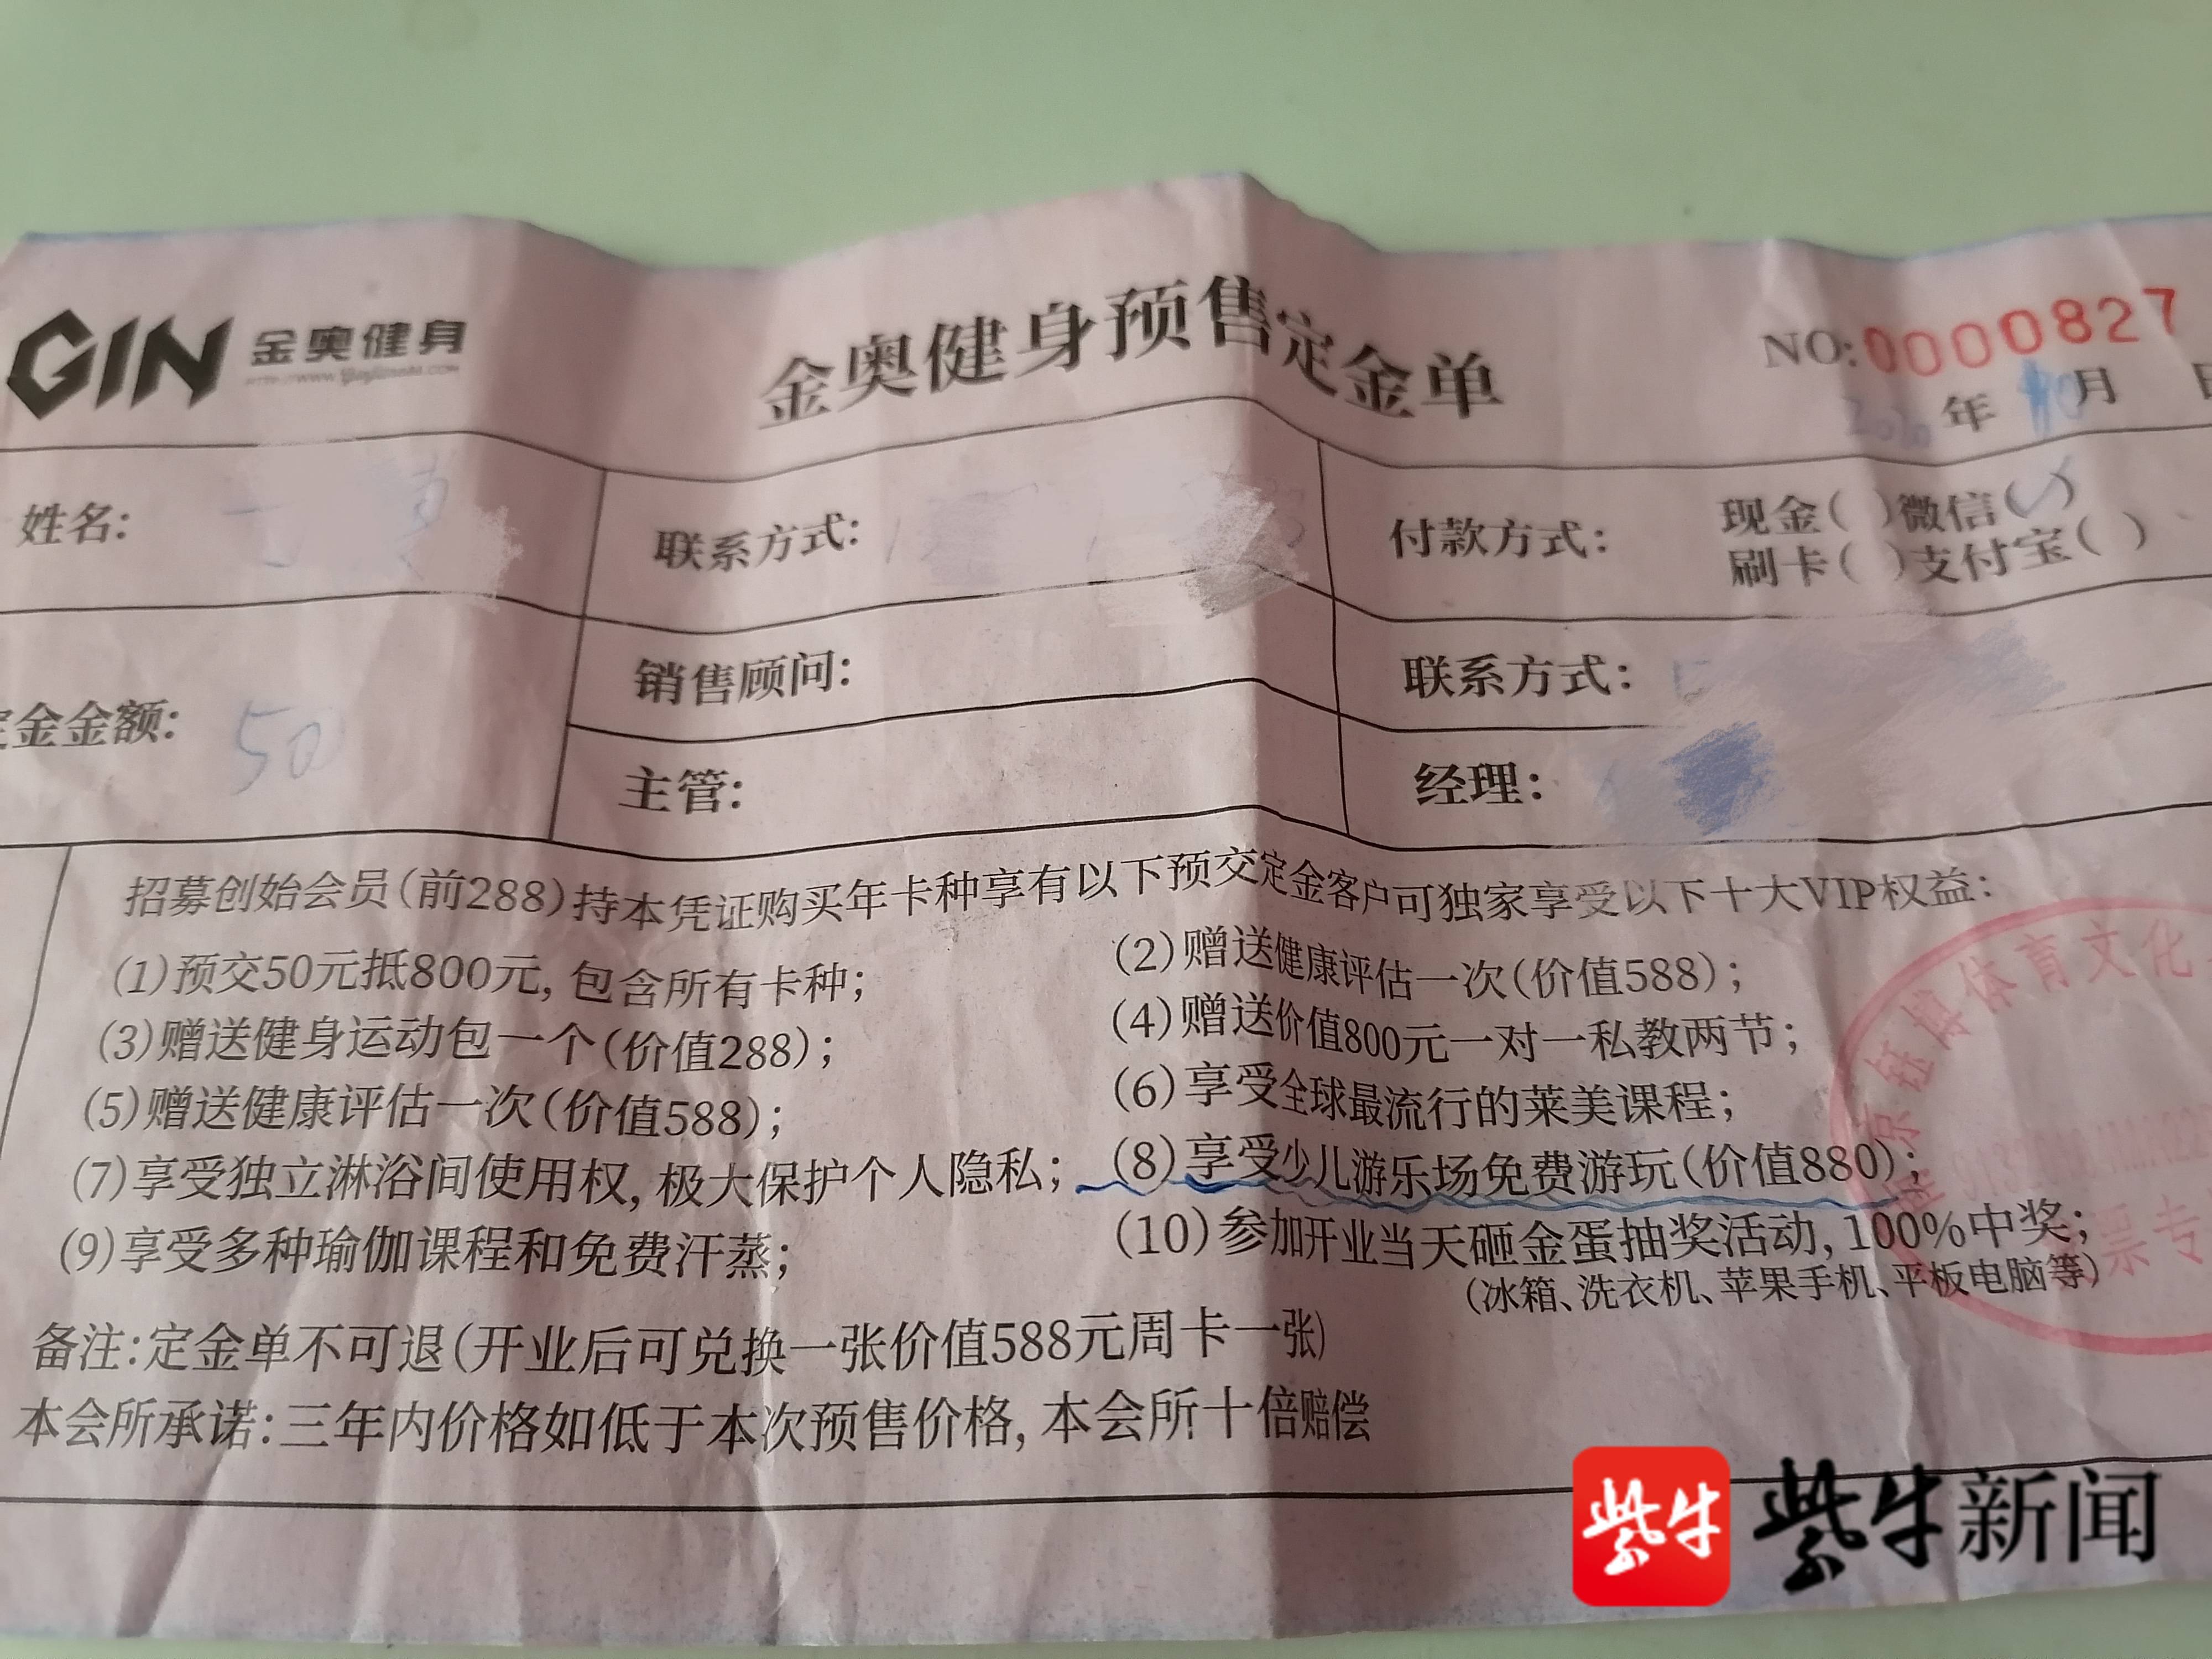 GIN 金奥健身
金奥健身预售定金单
NO:0000827
2020年10月 日
姓名:
联系方式:
付款方式: 现金( )微信(✓)
刷卡( )支付宝( )
定金金额: 50
销售顾问:
联系方式:
主管:
经理:
招募创始会员(前288)持本凭证购买年卡种享有以下预交定金客户可独家享受以下十大VIP权益:
(1)预交50元抵800元,包含所有卡种;
(2)赠送健康评估一次(价值588);
(3)赠送健身运动包一个(价值288);
(4)赠送价值800元一对一私教两节;
(5)赠送健康评估一次(价值588);
(6)享受全球最流行的莱美课程;
(7)享受独立淋浴间使用权,极大保护个人隐私;
(8)享受少儿游乐场免费游玩(价值880);
(9)享受多种瑜伽课程和免费汗蒸;
(10)参加开业当天砸金蛋抽奖活动,100%中奖;
(冰箱、洗衣机、苹果手机、平板电脑等)
备注:定金单不可退(开业后可兑换一张价值588元周卡一张)
本会所承诺:三年内价格如低于本次预售价格,本会所十倍赔偿
京钰博体育文化
票专
紫牛 紫牛新闻